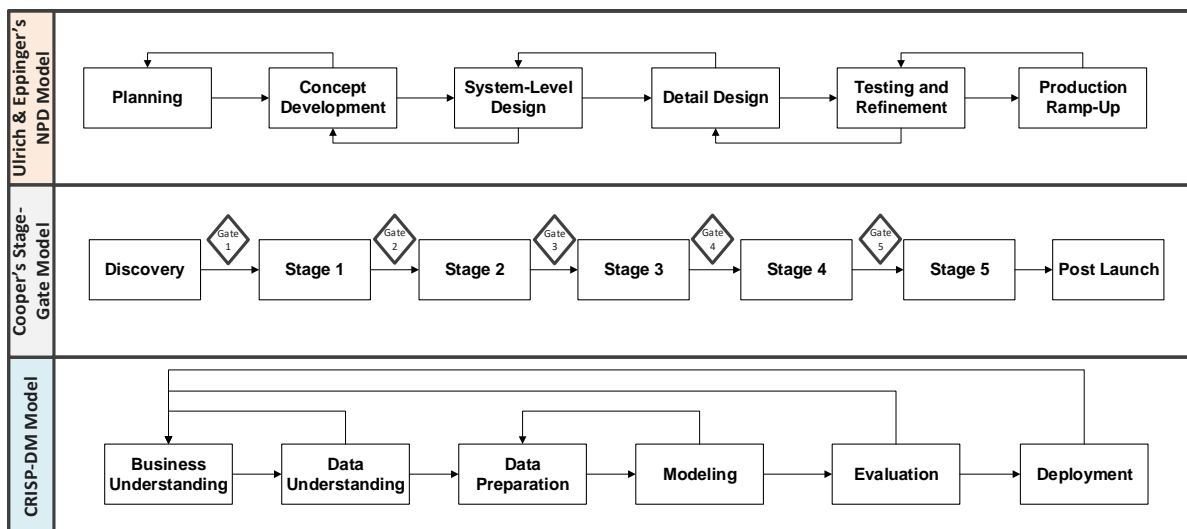 Ulrich & Eppinger's
NPD Model
Planning
Concept
Development
System-Level
Design
Detail Design
Testing and
Refinement
Production
Ramp-Up
Cooper's Stage-
Gate Model
Discovery
Gate
1
Stage 1
Gate
2
Stage 2
Gate
3
Stage 3
Gate
4
Stage 4
Gate
5
Stage 5
Post Launch
CRISP-DM Model
Business
Understanding
Data
Understanding
Data
Preparation
Modeling
Evaluation
Deployment